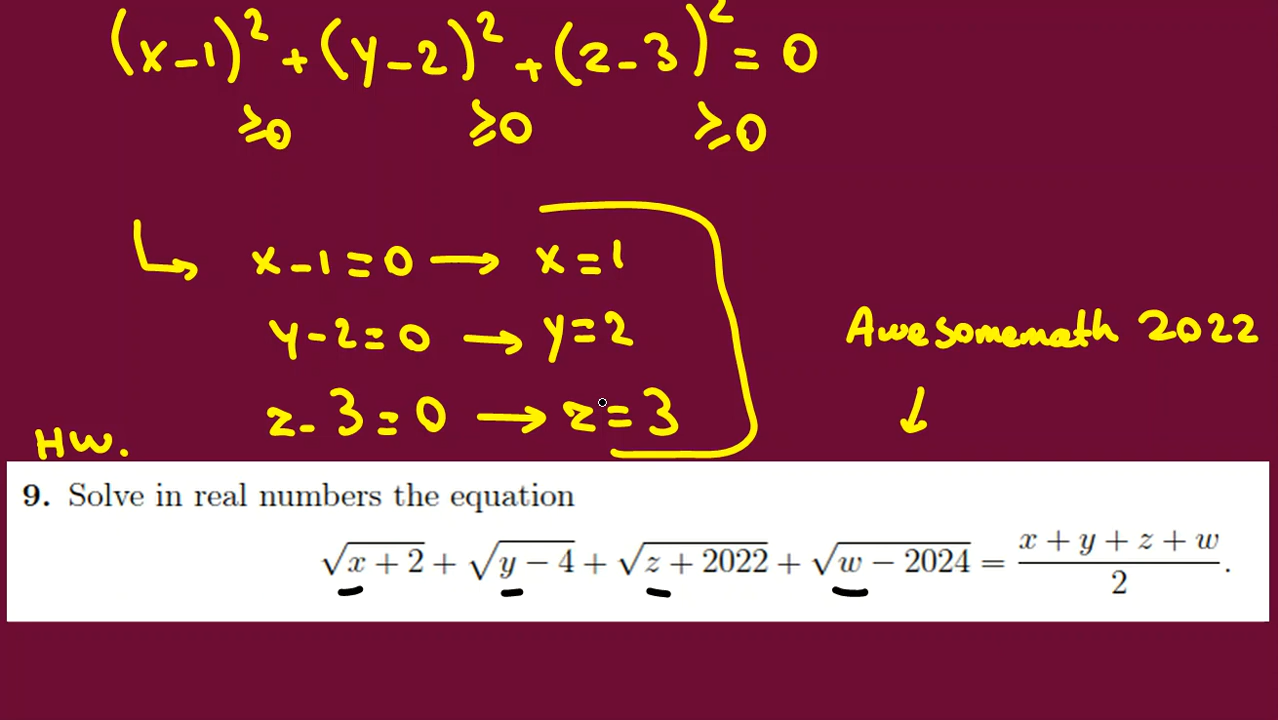 (x-1)² + (y-2)² + (z-3)² = 0
≥0 ≥0 ≥0
x-1=0 → x=1
y-2=0 → y=2
z-3=0 → z=3
Awesomemath 2022
↓
HW.
9. Solve in real numbers the equation
√(x + 2) + √(y − 4) + √(z + 2022) + √(w − 2024) = (x + y + z + w)/2.